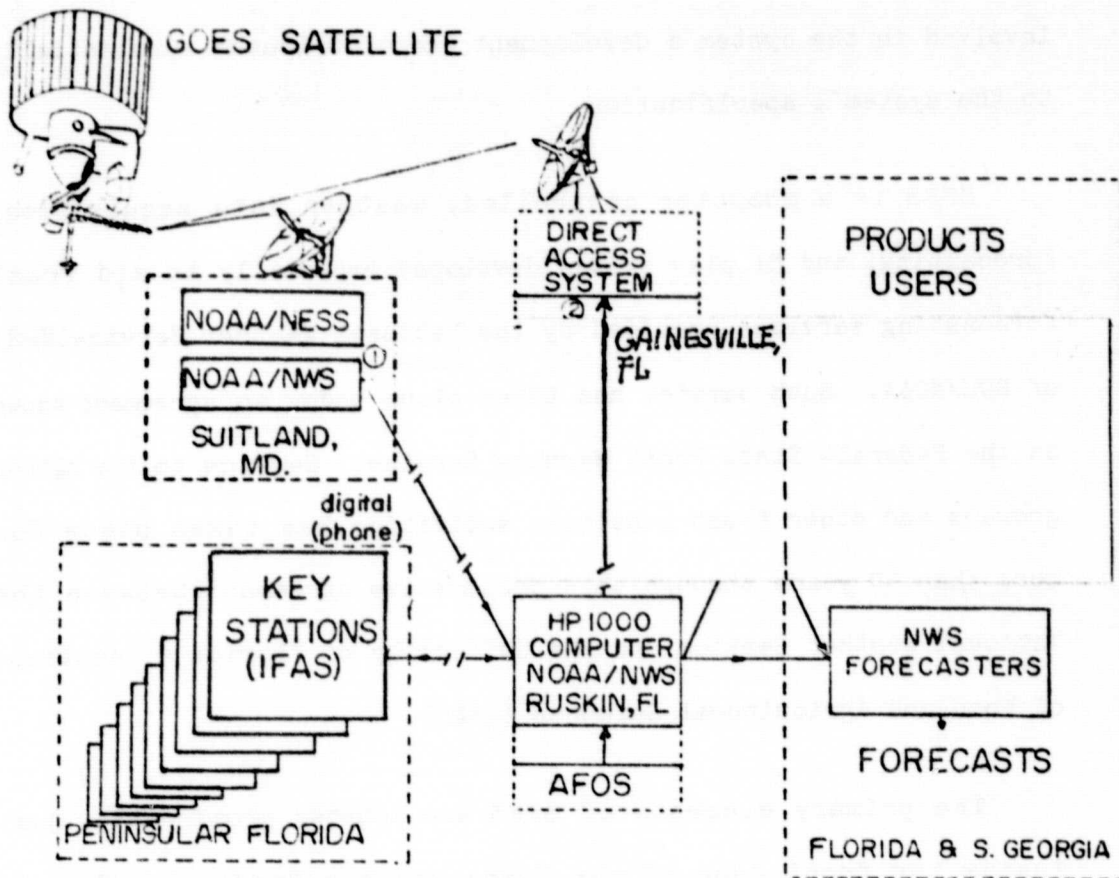 GOES SATELLITE
DIRECT
ACCESS
SYSTEM
②
GAINESVILLE,
FL
PRODUCTS
USERS
NOAA/NESS
①
NOAA/NWS
SUITLAND,
MD.
digital
(phone)
KEY
STATIONS
(IFAS)
PENINSULAR FLORIDA
HP1000
COMPUTER
NOAA/NWS
RUSKIN, FL
AFOS
NWS
FORECASTERS
FORECASTS
FLORIDA & S. GEORGIA